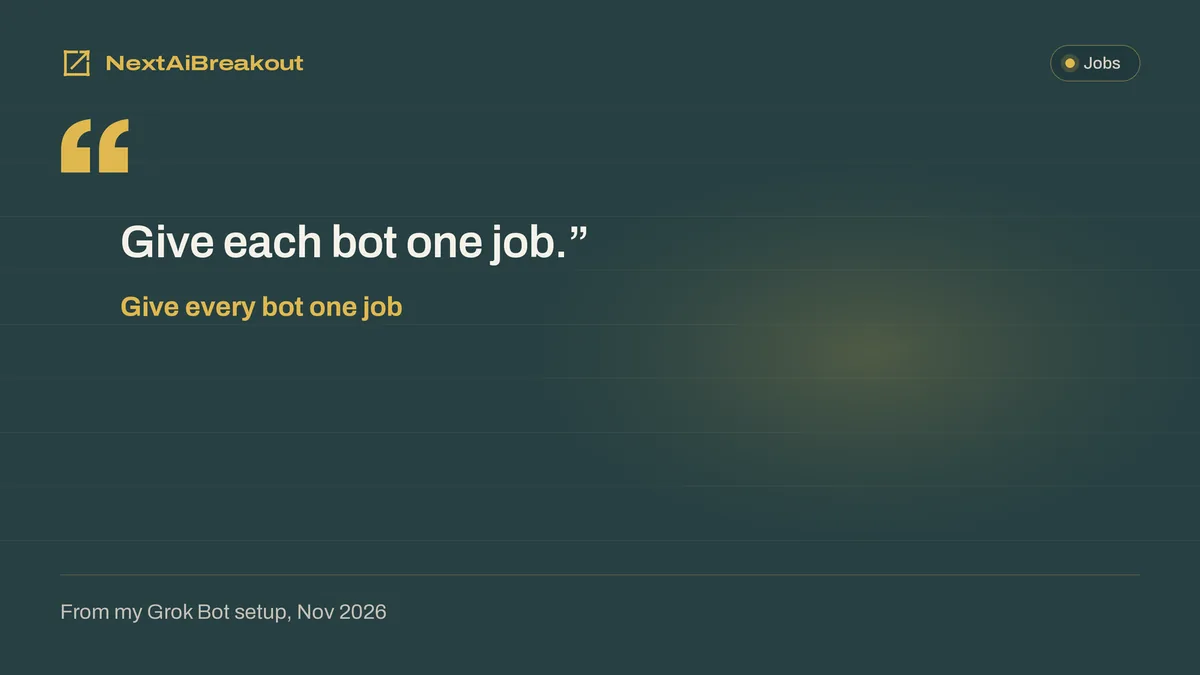 NextAiBreakout
Jobs
“
Give each bot one job.”
Give every bot one job
From my Grok Bot setup, Nov 2026